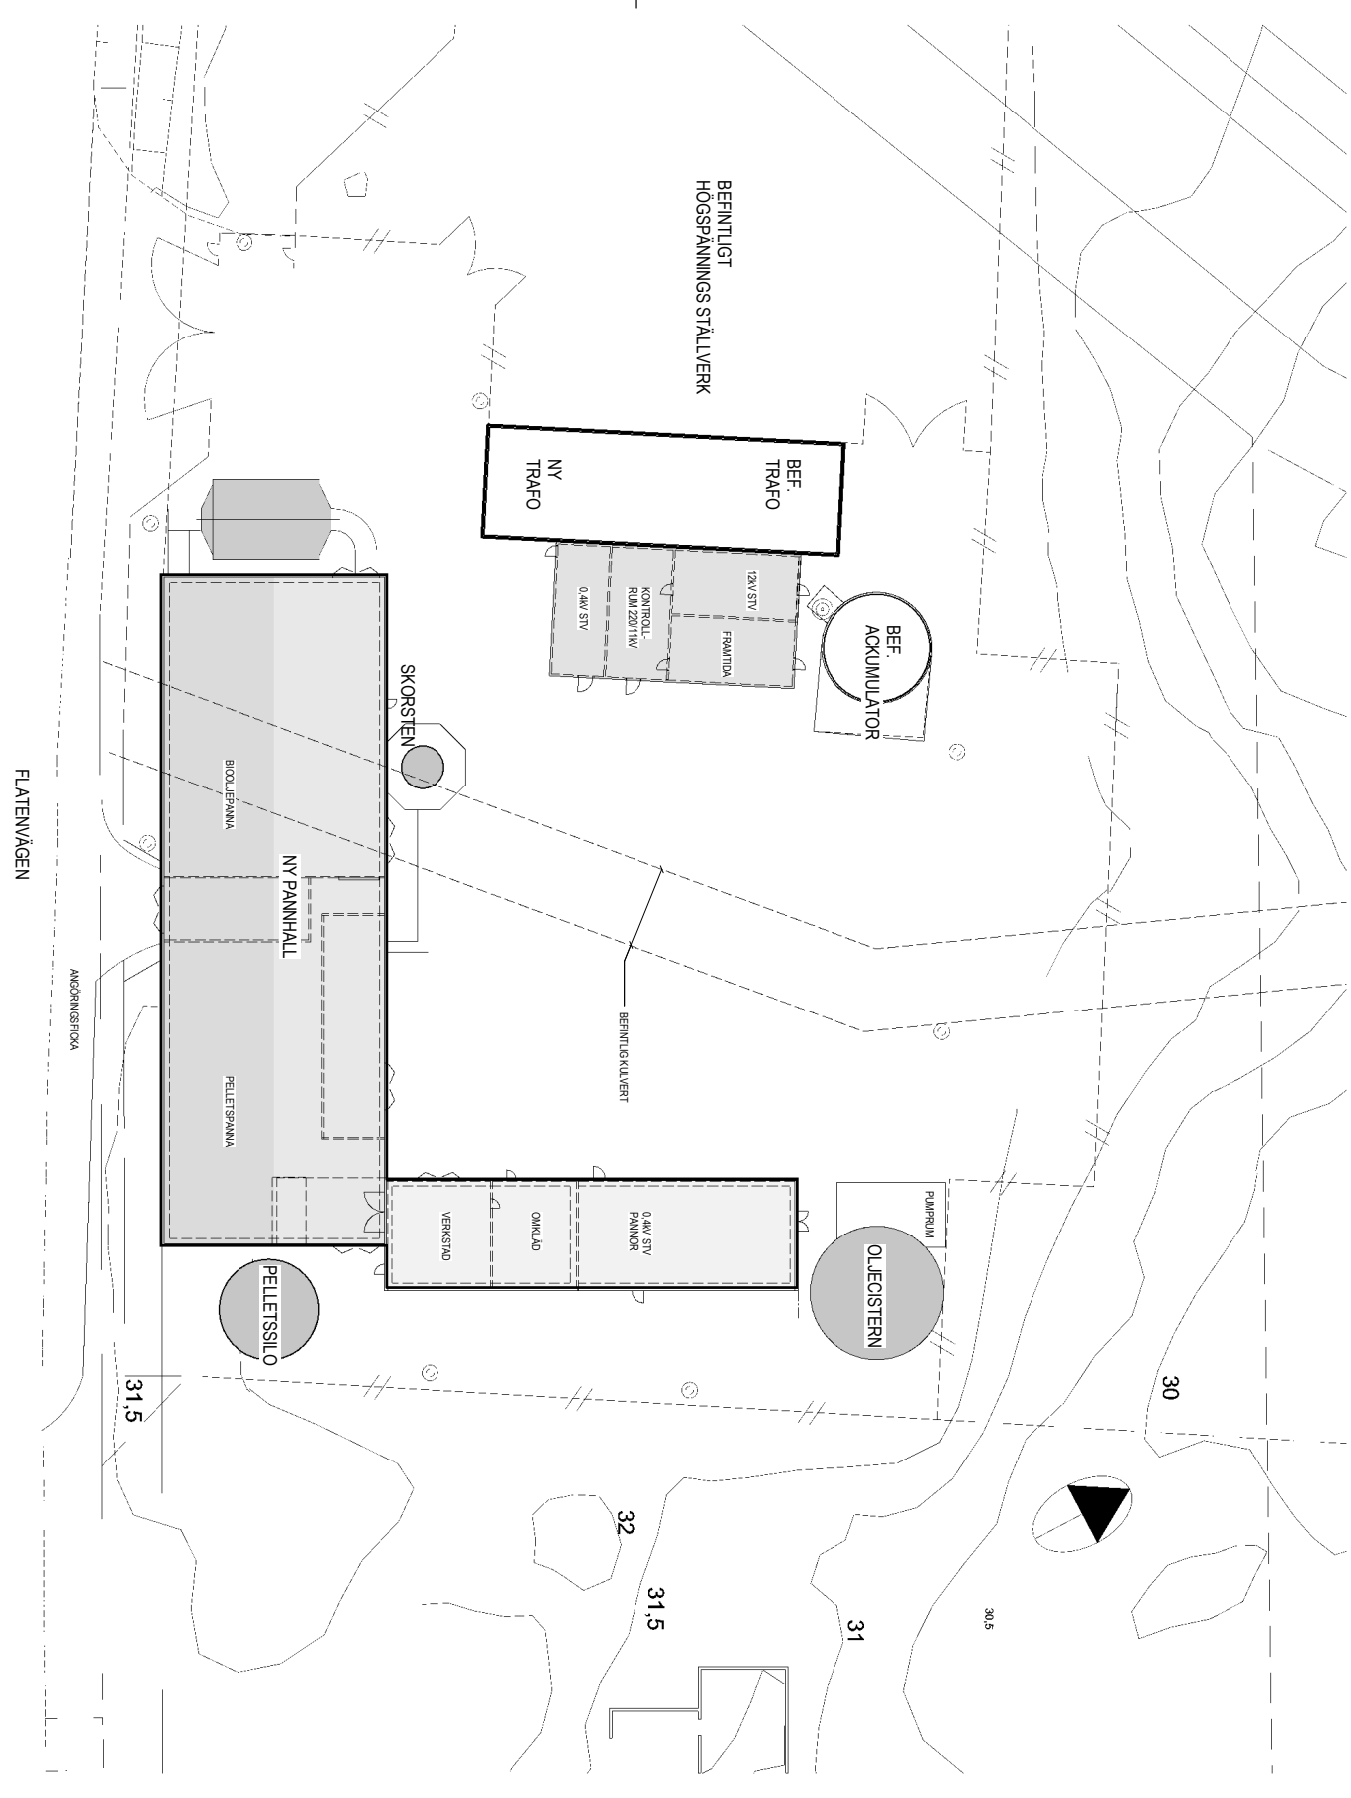 BEFINTLIGT
HÖGSPÄNNINGS STÄLLVERK
BEF.
TRAFO
NY
TRAFO
12kV STV
FRAMTIDA
KONTROLL-
RUM 220/11kV
0,4kV STV
BEF.
ACKUMULATOR
SKORSTEN
BIOOLJEPANNA
NY PANNHALL
PELLETSPANNA
FLATENVÄGEN
ANGÖRINGSFICKA
BEFINTLIG KULVERT
VERKSTAD
OMKLÄD
0,4kV STV
PANNOR
PUMPRUM
OLJECISTERN
PELLETSSILO
31,5
30
32
31,5
31
30,5